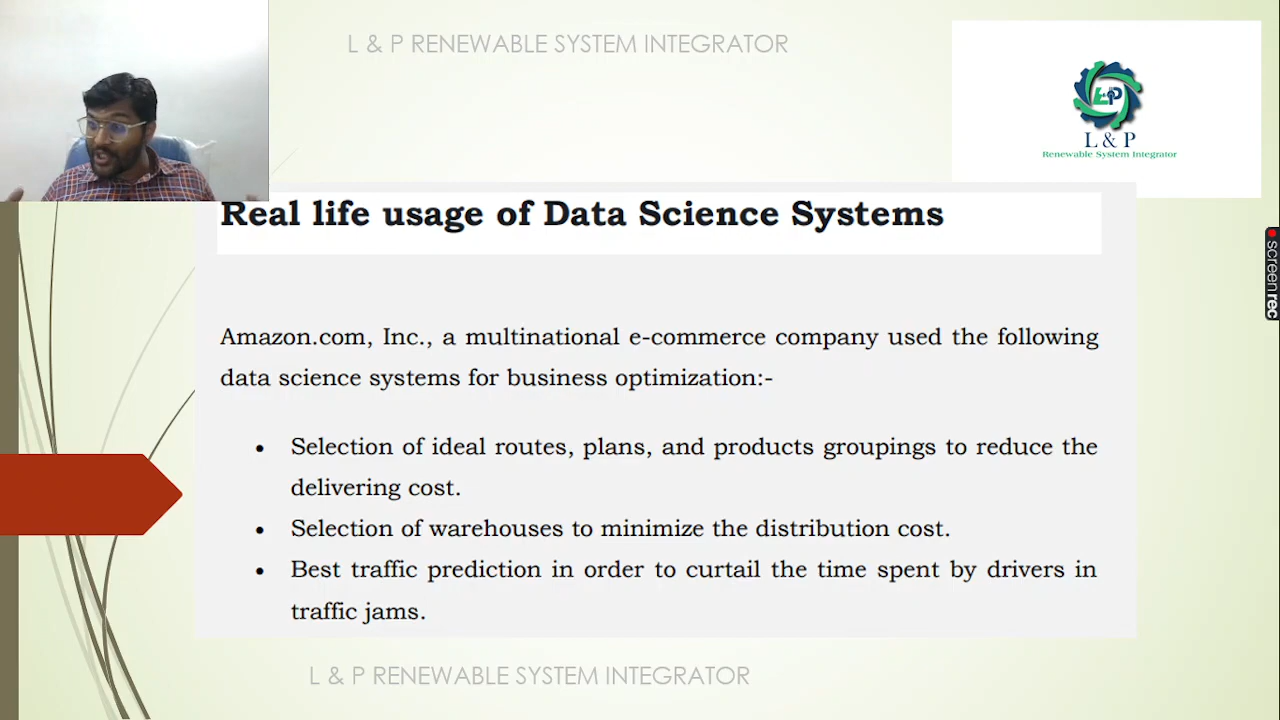 L & P RENEWABLE SYSTEM INTEGRATOR
L&P
L & P
Renewable System Integrator
Real life usage of Data Science Systems
Amazon.com, Inc., a multinational e-commerce company used the following
data science systems for business optimization:-
• Selection of ideal routes, plans, and products groupings to reduce the
delivering cost.
• Selection of warehouses to minimize the distribution cost.
• Best traffic prediction in order to curtail the time spent by drivers in
traffic jams.
screenrec
L & P RENEWABLE SYSTEM INTEGRATOR